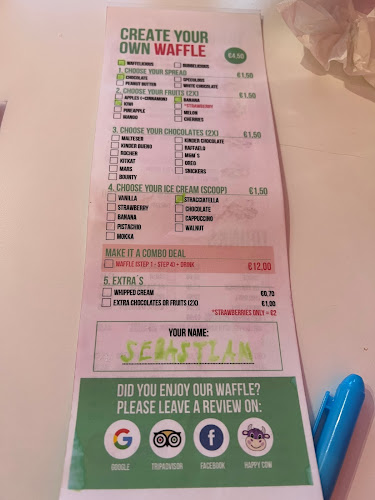 CREATE YOUR
OWN WAFFLE €4,50
WAFFELICIOUS BUBBELICIOUS
1. CHOOSE YOUR SPREAD €1,50
CHOCOLATE SPECULOOS
PEANUT BUTTER WHITE CHOCOLATE
2. CHOOSE YOUR FRUITS (2X) €1,50
APPLES (+CINNAMON) BANANA
KIWI *STRAWBERRY
PINEAPPLE MELON
MANGO CHERRIES
3. CHOOSE YOUR CHOCOLATES (2X) €1,50
MALTESER KINDER CHOCOLATE
KINDER BUENO RAFFAELO
ROCHER M&M'S
KITKAT OREO
MARS SNICKERS
BOUNTY
4. CHOOSE YOUR ICE CREAM (SCOOP) €1,50
VANILLA STRACCIATELLA
STRAWBERRY CHOCOLATE
BANANA CAPPUCCINO
PISTACHIO WALNUT
MOKKA
MAKE IT A COMBO DEAL
WAFFLE (STEP 1 - STEP 4) + DRINK €12,00
5. EXTRA'S
WHIPPED CREAM €0,70
EXTRA CHOCOLATES OR FRUITS (2X) €1,00
*STRAWBERRIES ONLY + €2
YOUR NAME:
SEBASTIAN
DID YOU ENJOY OUR WAFFLE?
PLEASE LEAVE A REVIEW ON:
GOOGLE TRIPADVISOR FACEBOOK HAPPY COW